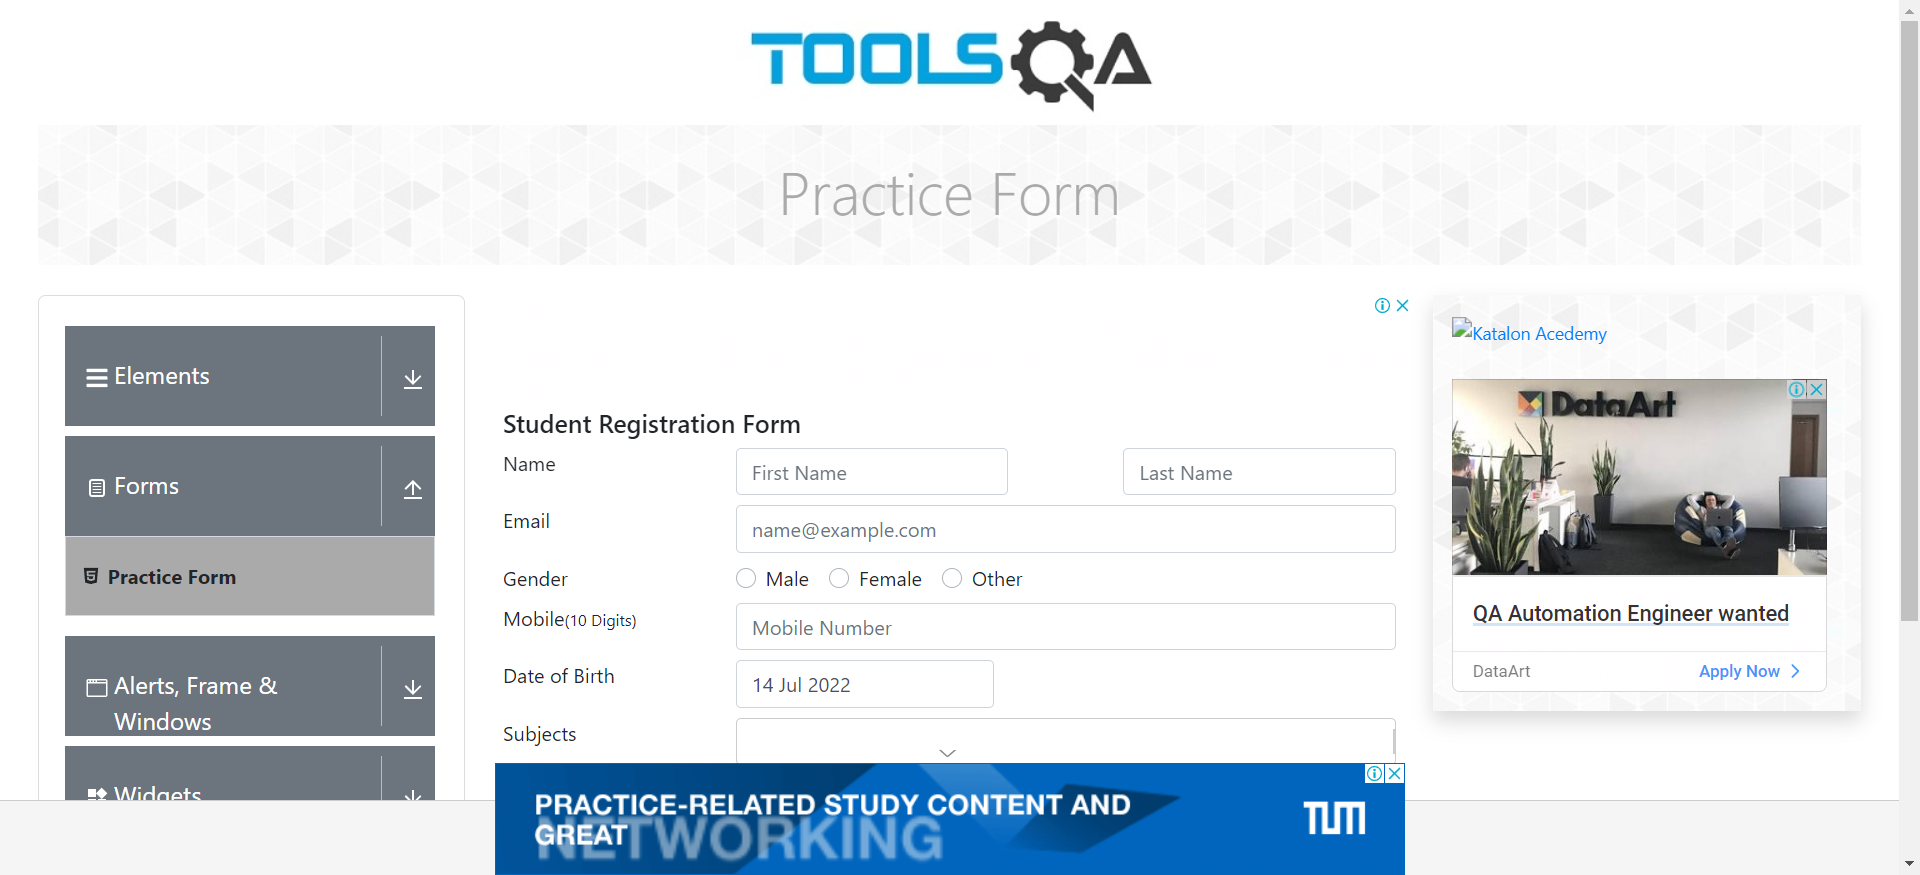 TOOLSQA
Practice Form
Elements
Forms
Practice Form
Alerts, Frame &
Windows
Widgets
Student Registration Form
Name
First Name
Last Name
Email
name@example.com
Gender
Male
Female
Other
Mobile(10 Digits)
Mobile Number
Date of Birth
14 Jul 2022
Subjects
Katalon Acedemy
DataArt
QA Automation Engineer wanted
DataArt
Apply Now
PRACTICE-RELATED STUDY CONTENT AND
GREAT
NETWORKING
TUM